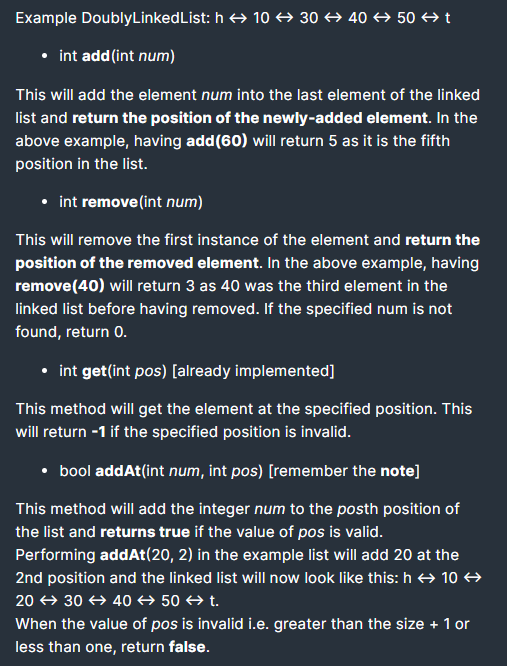 Example DoublyLinkedList: h ↔ 10 ↔ 30 ↔ 40 ↔ 50 ↔ t
• int add(int num)
This will add the element num into the last element of the linked
list and return the position of the newly-added element. In the
above example, having add(60) will return 5 as it is the fifth
position in the list.
• int remove(int num)
This will remove the first instance of the element and return the
position of the removed element. In the above example, having
remove(40) will return 3 as 40 was the third element in the
linked list before having removed. If the specified num is not
found, return 0.
• int get(int pos) [already implemented]
This method will get the element at the specified position. This
will return -1 if the specified position is invalid.
• bool addAt(int num, int pos) [remember the note]
This method will add the integer num to the posth position of
the list and returns true if the value of pos is valid.
Performing addAt(20, 2) in the example list will add 20 at the
2nd position and the linked list will now look like this: h ↔ 10 ↔
20 ↔ 30 ↔ 40 ↔ 50 ↔ t.
When the value of pos is invalid i.e. greater than the size + 1 or
less than one, return false.